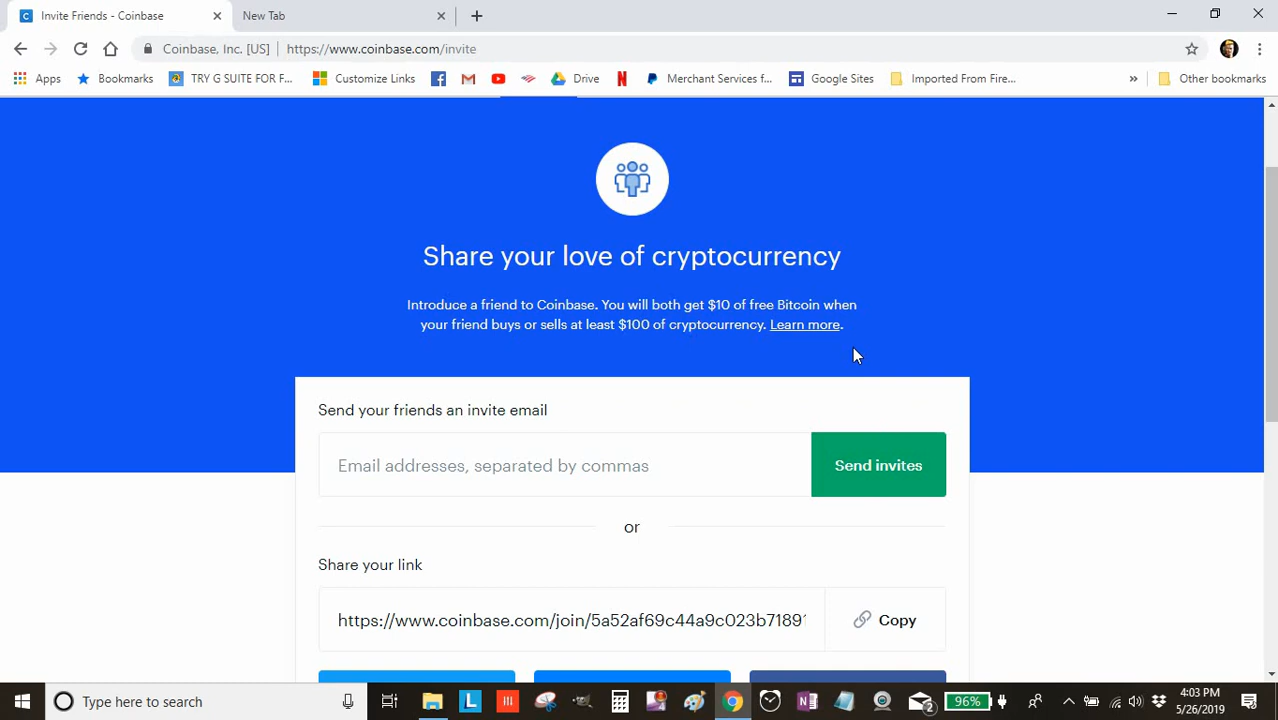 Invite Friends - Coinbase
New Tab
Coinbase, Inc. [US]
https://www.coinbase.com/invite
Apps
Bookmarks
TRY G SUITE FOR F...
Customize Links
Drive
Merchant Services f...
Google Sites
Imported From Fire...
Other bookmarks
Share your love of cryptocurrency
Introduce a friend to Coinbase. You will both get $10 of free Bitcoin when
your friend buys or sells at least $100 of cryptocurrency. Learn more.
Send your friends an invite email
Email addresses, separated by commas
Send invites
or
Share your link
https://www.coinbase.com/join/5a52af69c44a9c023b71891
Copy
Type here to search
2
96%
4:03 PM
5/26/2019